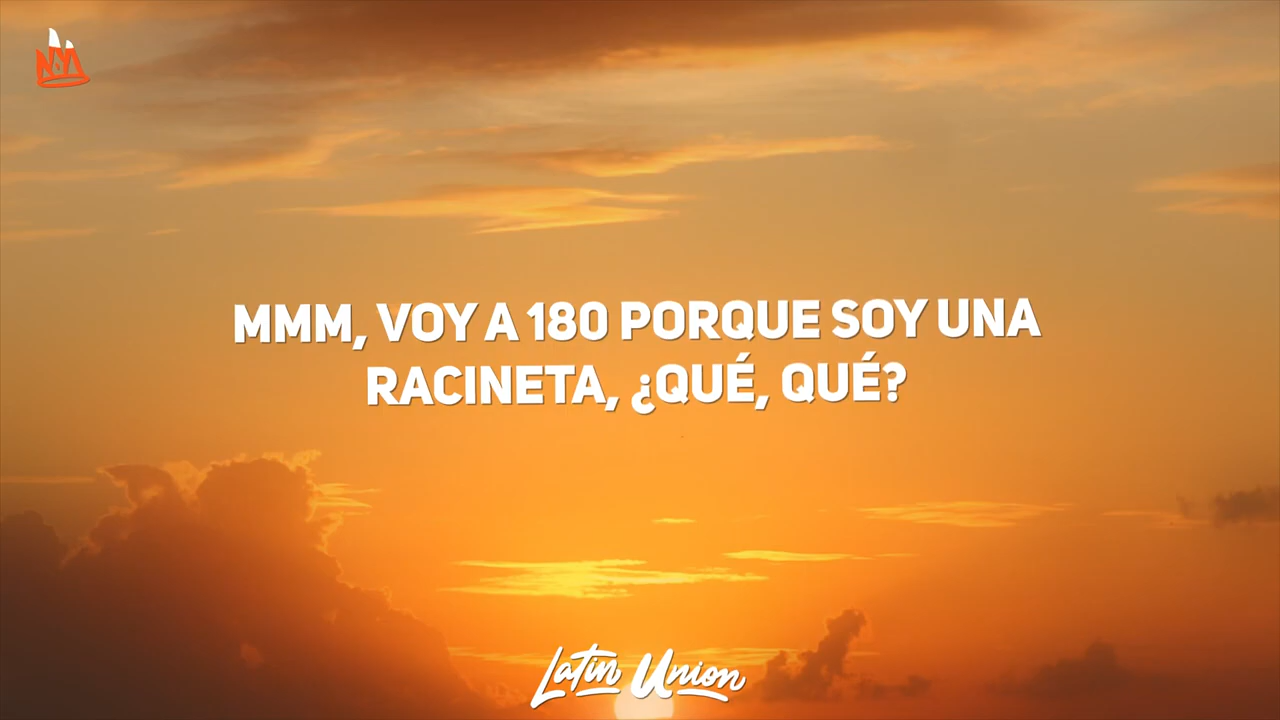 MMM, VOY A 180 PORQUE SOY UNA
RACINETA, ¿QUÉ, QUÉ?
Latin Union